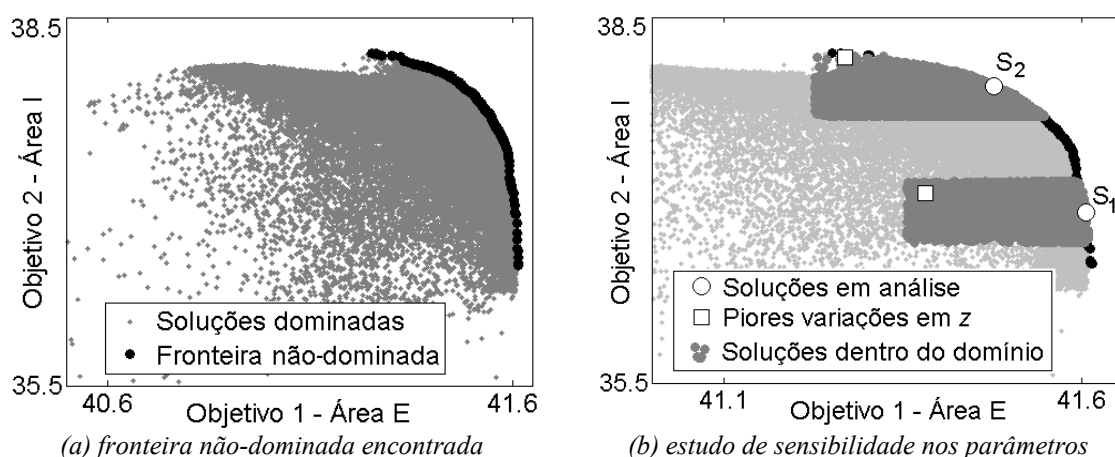 38.5
Objetivo 2 - Área I
Soluções dominadas
Fronteira não-dominada
35.5
40.6
Objetivo 1 - Área E
41.6
(a) fronteira não-dominada encontrada
38.5
Objetivo 2 - Área I
S2
S1
Soluções em análise
Piores variações em z
Soluções dentro do domínio
35.5
41.1
Objetivo 1 - Área E
41.6
(b) estudo de sensibilidade nos parâmetros